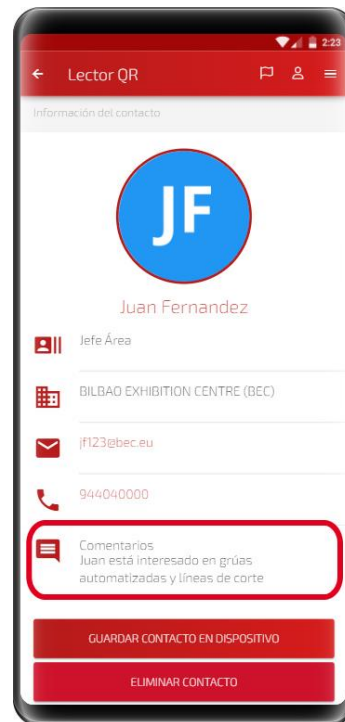 2:23
Lector QR
Información del contacto
JF
Juan Fernandez
Jefe Área
BILBAO EXHIBITION CENTRE (BEC)
jf123@bec.eu
944040000
Comentarios
Juan está interesado en grúas
automatizadas y líneas de corte
GUARDAR CONTACTO EN DISPOSITIVO
ELIMINAR CONTACTO